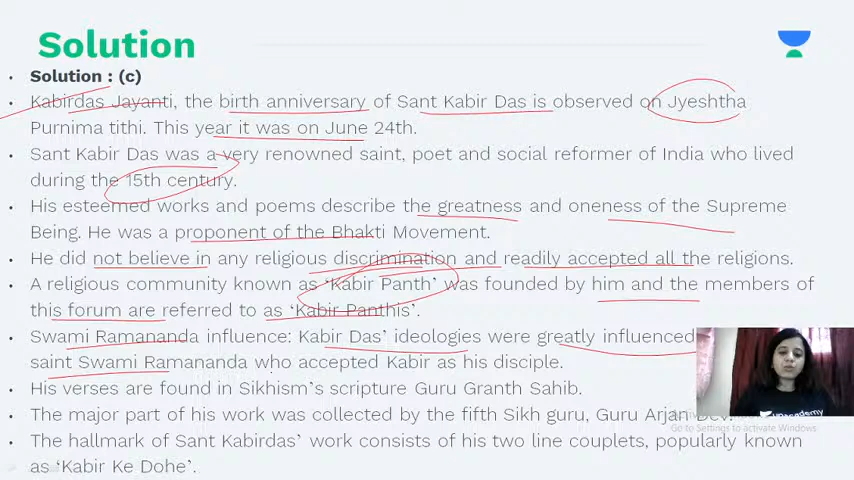 Solution
• Solution : (c)
• Kabirdas Jayanti, the birth anniversary of Sant Kabir Das is observed on Jyeshtha
Purnima tithi. This year it was on June 24th.
• Sant Kabir Das was a very renowned saint, poet and social reformer of India who lived
during the 15th century.
• His esteemed works and poems describe the greatness and oneness of the Supreme
Being. He was a proponent of the Bhakti Movement.
• He did not believe in any religious discrimination and readily accepted all the religions.
• A religious community known as ‘Kabir Panth’ was founded by him and the members of
this forum are referred to as ‘Kabir Panthis’.
• Swami Ramananda influence: Kabir Das’ ideologies were greatly influenced
saint Swami Ramananda who accepted Kabir as his disciple.
• His verses are found in Sikhism’s scripture Guru Granth Sahib.
• The major part of his work was collected by the fifth Sikh guru, Guru Arjan Dev.
unacademy
Go to Settings to activate Windows
• The hallmark of Sant Kabirdas’ work consists of his two line couplets, popularly known
as ‘Kabir Ke Dohe’.